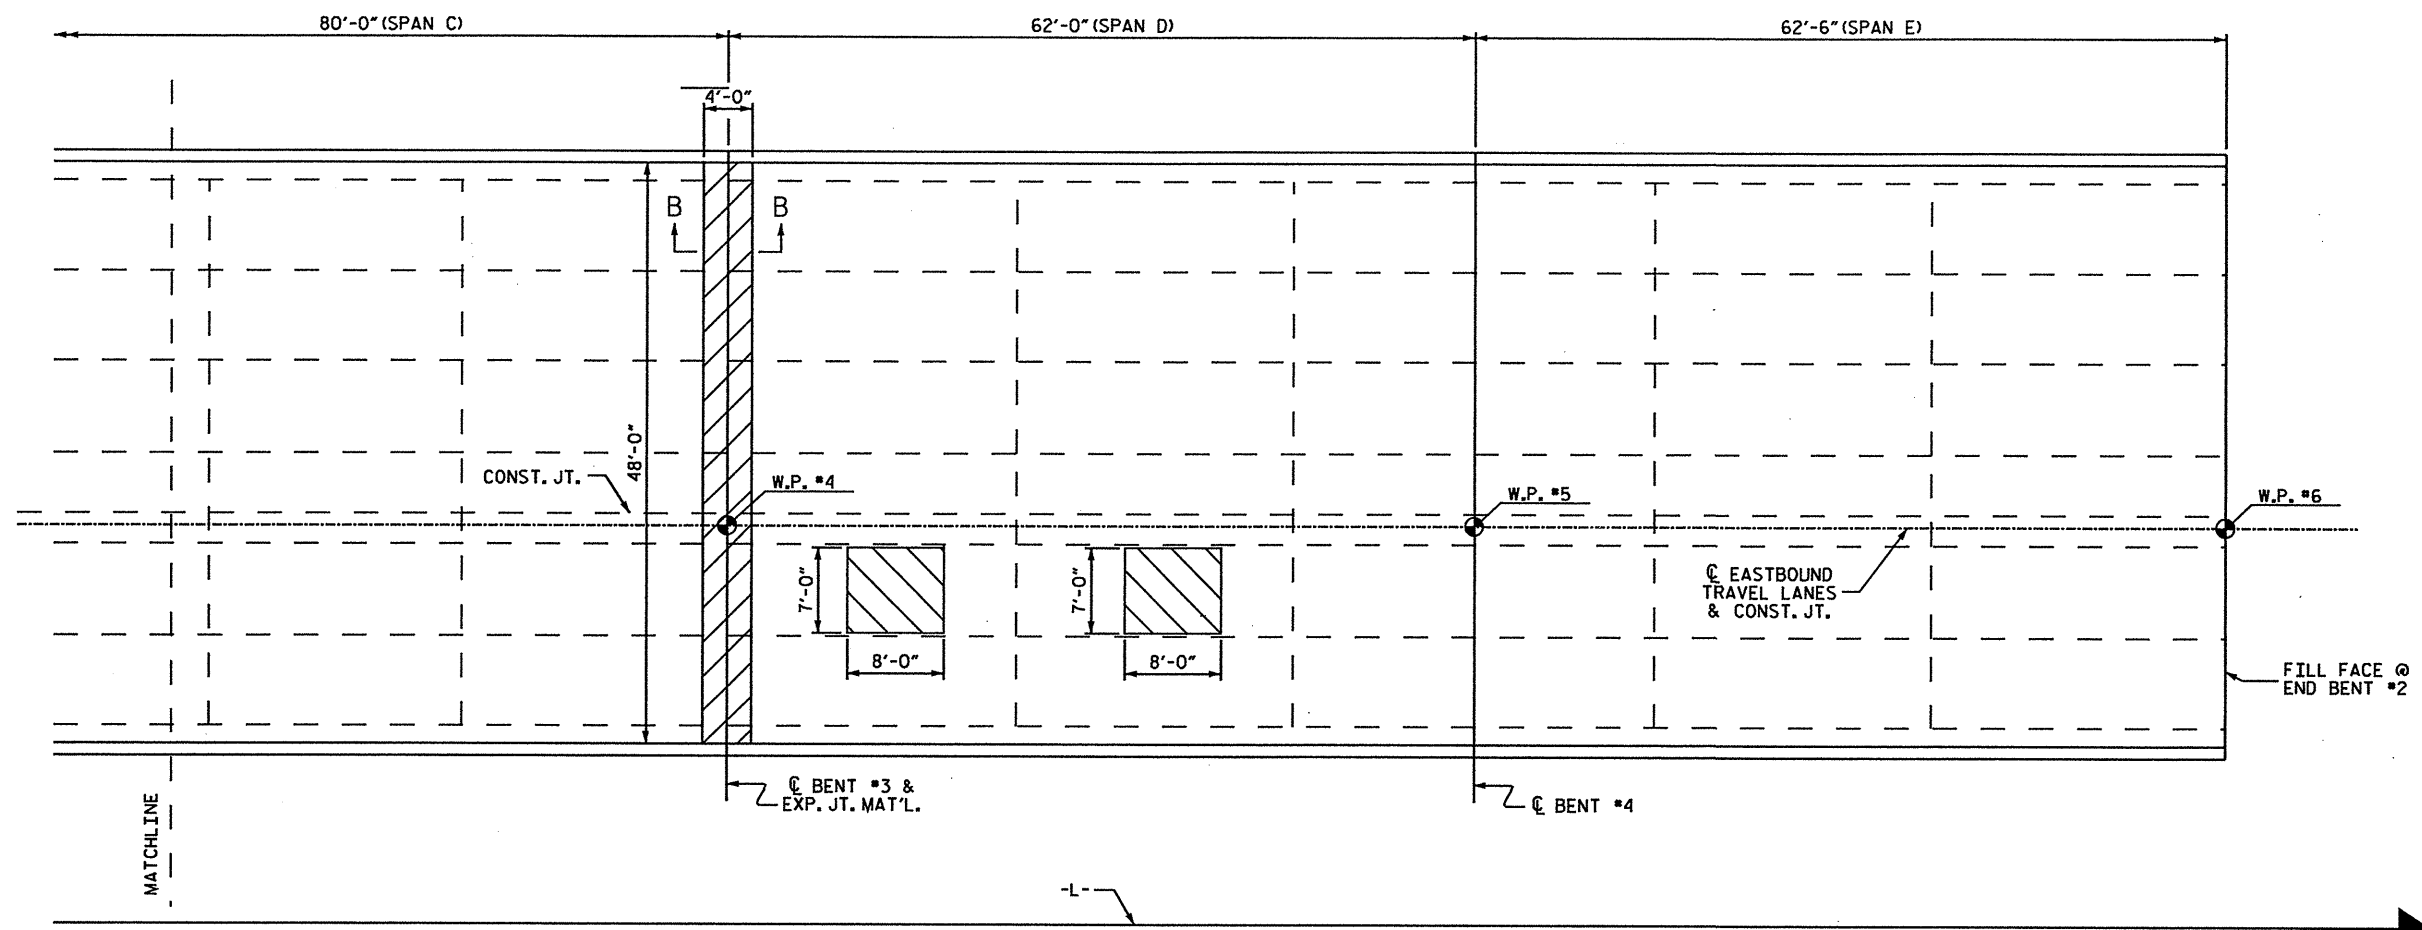 80'-0" (SPAN C)
62'-0" (SPAN D)
62'-6" (SPAN E)
4'-0"
B
B
48'-0"
CONST. JT.
W.P. #4
W.P. #5
W.P. #6
7'-0"
7'-0"
8'-0"
8'-0"
℄ EASTBOUND
TRAVEL LANES
& CONST. JT.
FILL FACE @
END BENT #2
℄ BENT #3 &
EXP. JT. MAT'L.
℄ BENT #4
MATCHLINE
-L-